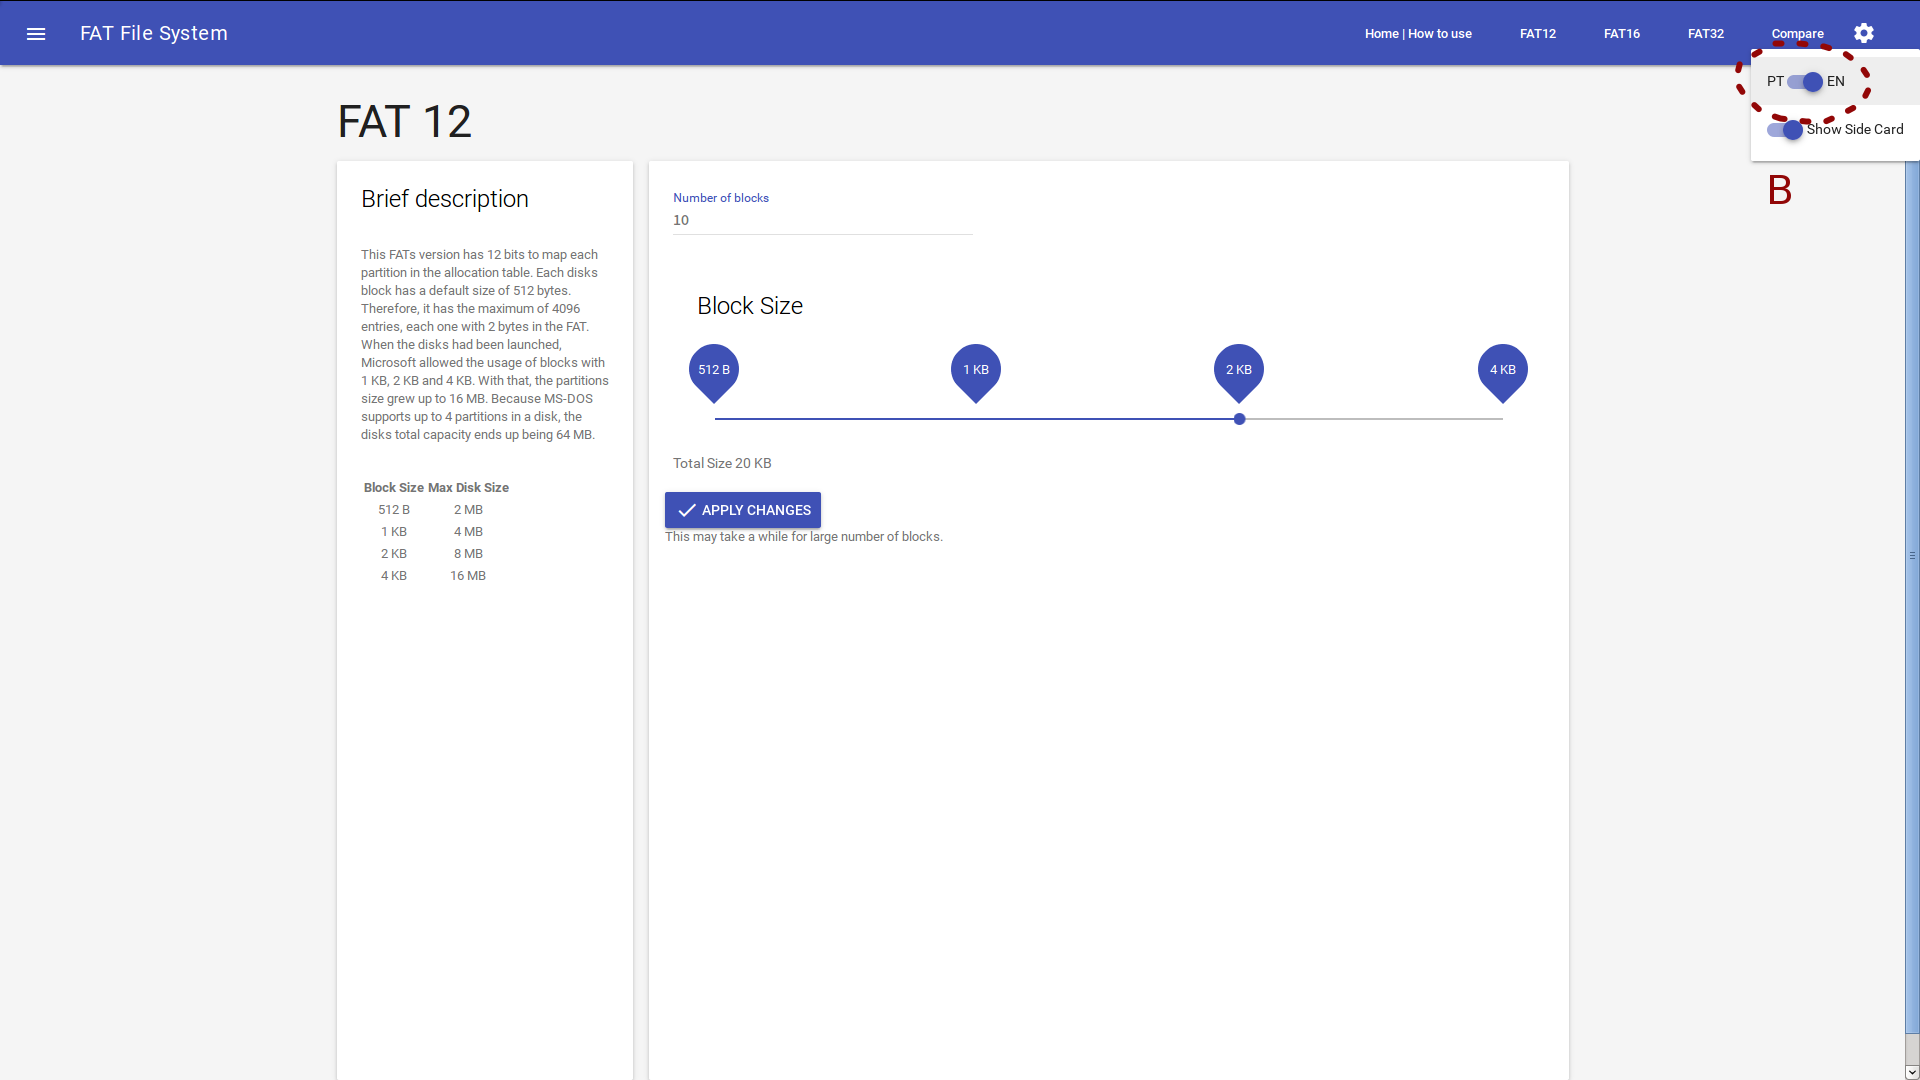 FAT File System
Home | How to use
FAT12
FAT16
FAT32
Compare
PT EN
Show Side Card
B
FAT 12
Brief description
This FATs version has 12 bits to map each
partition in the allocation table. Each disks
block has a default size of 512 bytes.
Therefore, it has the maximum of 4096
entries, each one with 2 bytes in the FAT.
When the disks had been launched,
Microsoft allowed the usage of blocks with
1 KB, 2 KB and 4 KB. With that, the partitions
size grew up to 16 MB. Because MS-DOS
supports up to 4 partitions in a disk, the
disks total capacity ends up being 64 MB.
Block Size Max Disk Size
512 B 2 MB
1 KB 4 MB
2 KB 8 MB
4 KB 16 MB
Number of blocks
10
Block Size
512 B 1 KB 2 KB 4 KB
Total Size 20 KB
APPLY CHANGES
This may take a while for large number of blocks.